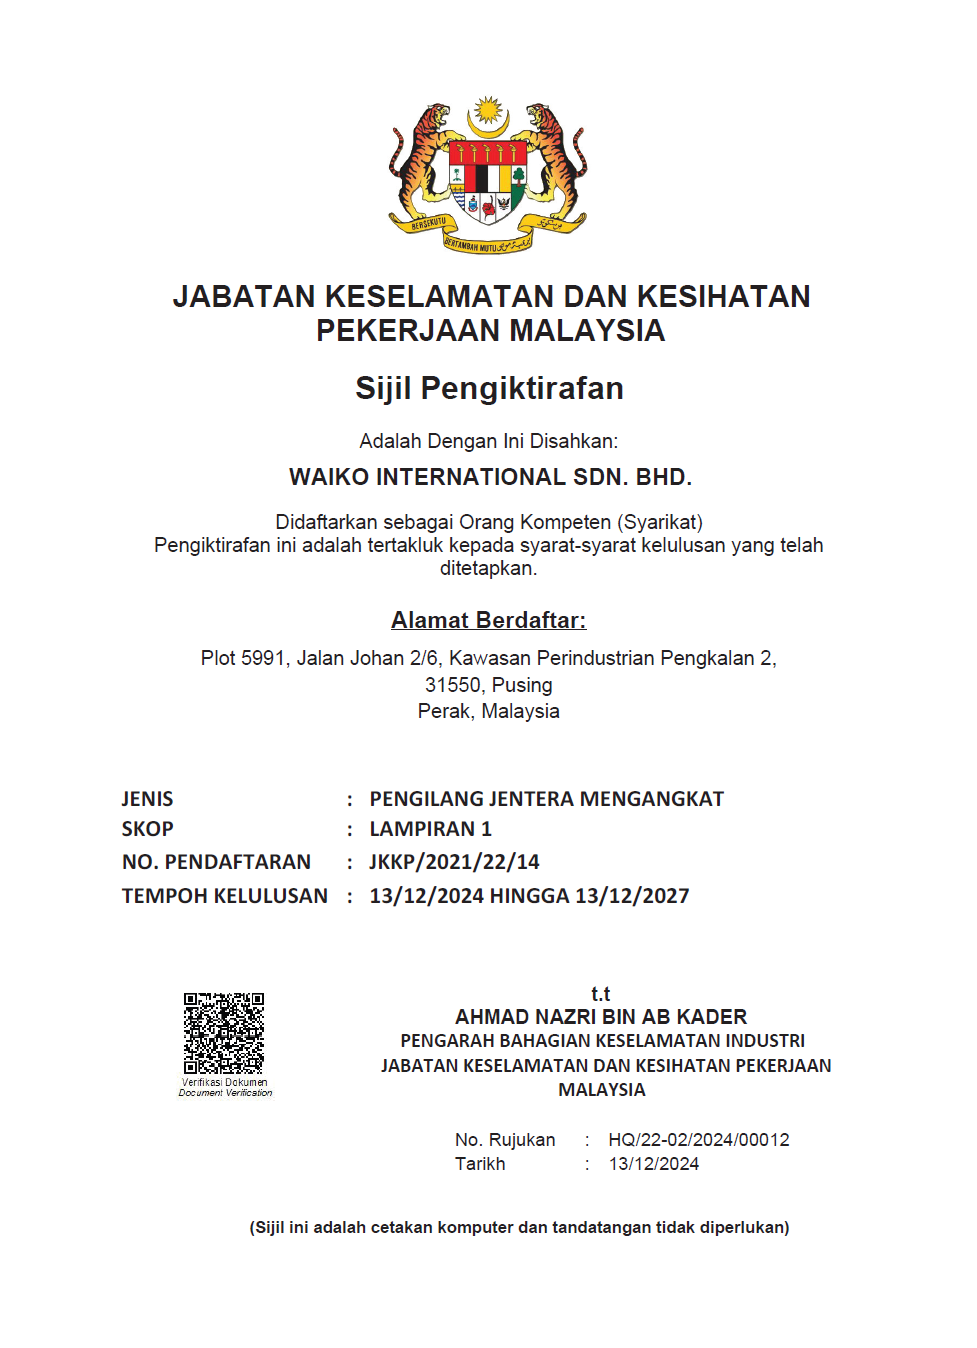 BERSEKUTU
BERTAMBAH MUTU
JABATAN KESELAMATAN DAN KESIHATAN
PEKERJAAN MALAYSIA
Sijil Pengiktirafan
Adalah Dengan Ini Disahkan:
WAIKO INTERNATIONAL SDN. BHD.
Didaftarkan sebagai Orang Kompeten (Syarikat)
Pengiktirafan ini adalah tertakluk kepada syarat-syarat kelulusan yang telah
ditetapkan.
Alamat Berdaftar:
Plot 5991, Jalan Johan 2/6, Kawasan Perindustrian Pengkalan 2,
31550, Pusing
Perak, Malaysia
JENIS : PENGILANG JENTERA MENGANGKAT
SKOP : LAMPIRAN 1
NO. PENDAFTARAN : JKKP/2021/22/14
TEMPOH KELULUSAN : 13/12/2024 HINGGA 13/12/2027
t.t
AHMAD NAZRI BIN AB KADER
PENGARAH BAHAGIAN KESELAMATAN INDUSTRI
JABATAN KESELAMATAN DAN KESIHATAN PEKERJAAN
MALAYSIA
Verifikasi Dokumen
Document Verification
No. Rujukan : HQ/22-02/2024/00012
Tarikh : 13/12/2024
(Sijil ini adalah cetakan komputer dan tandatangan tidak diperlukan)